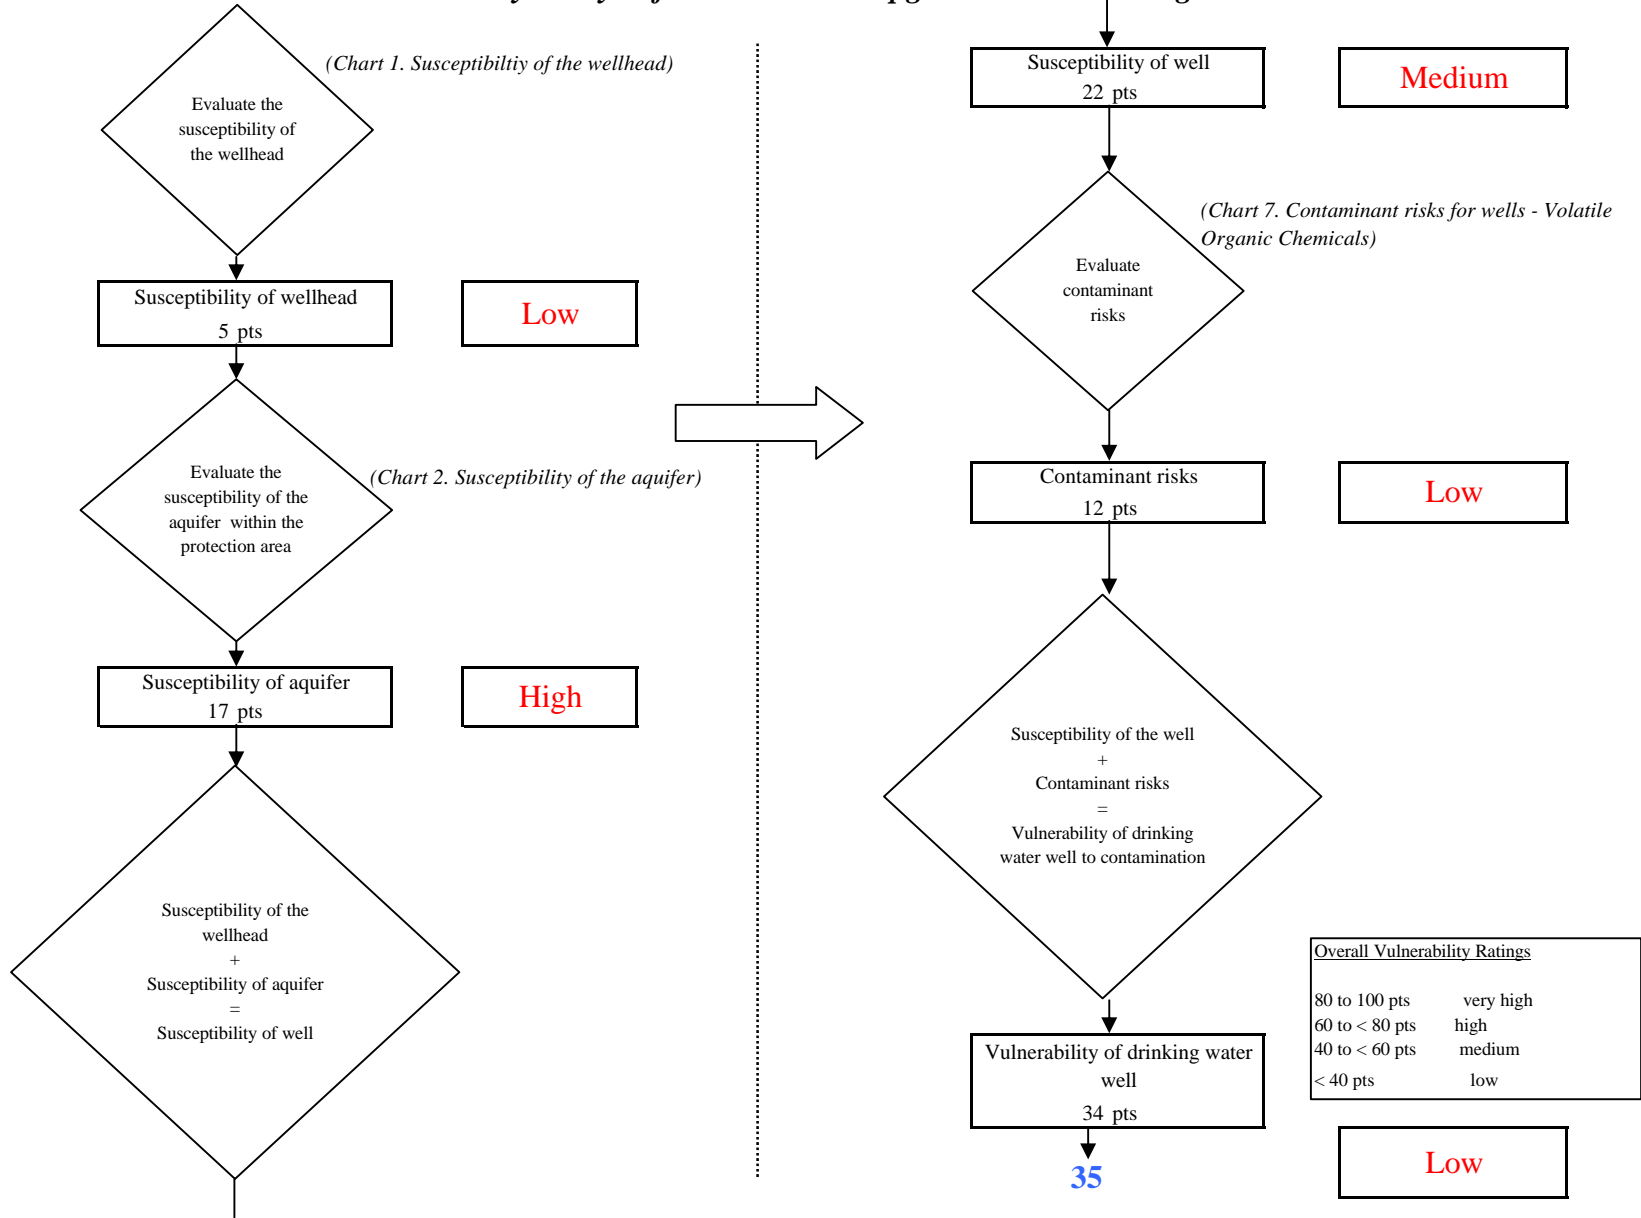 (Chart 1. Susceptibiltiy of the wellhead)
Evaluate the
susceptibility of
the wellhead
Susceptibility of wellhead
5 pts
Low
Evaluate the
susceptibility of the
aquifer within the
protection area
(Chart 2. Susceptibility of the aquifer)
Susceptibility of aquifer
17 pts
High
Susceptibility of the
wellhead
+
Susceptibility of aquifer
=
Susceptibility of well
Susceptibility of well
22 pts
Medium
(Chart 7. Contaminant risks for wells - Volatile
Organic Chemicals)
Evaluate
contaminant
risks
Contaminant risks
12 pts
Low
Susceptibility of the well
+
Contaminant risks
=
Vulnerability of drinking
water well to contamination
Overall Vulnerability Ratings
80 to 100 pts very high
60 to < 80 pts high
40 to < 60 pts medium
< 40 pts low
Vulnerability of drinking water
well
34 pts
35
Low